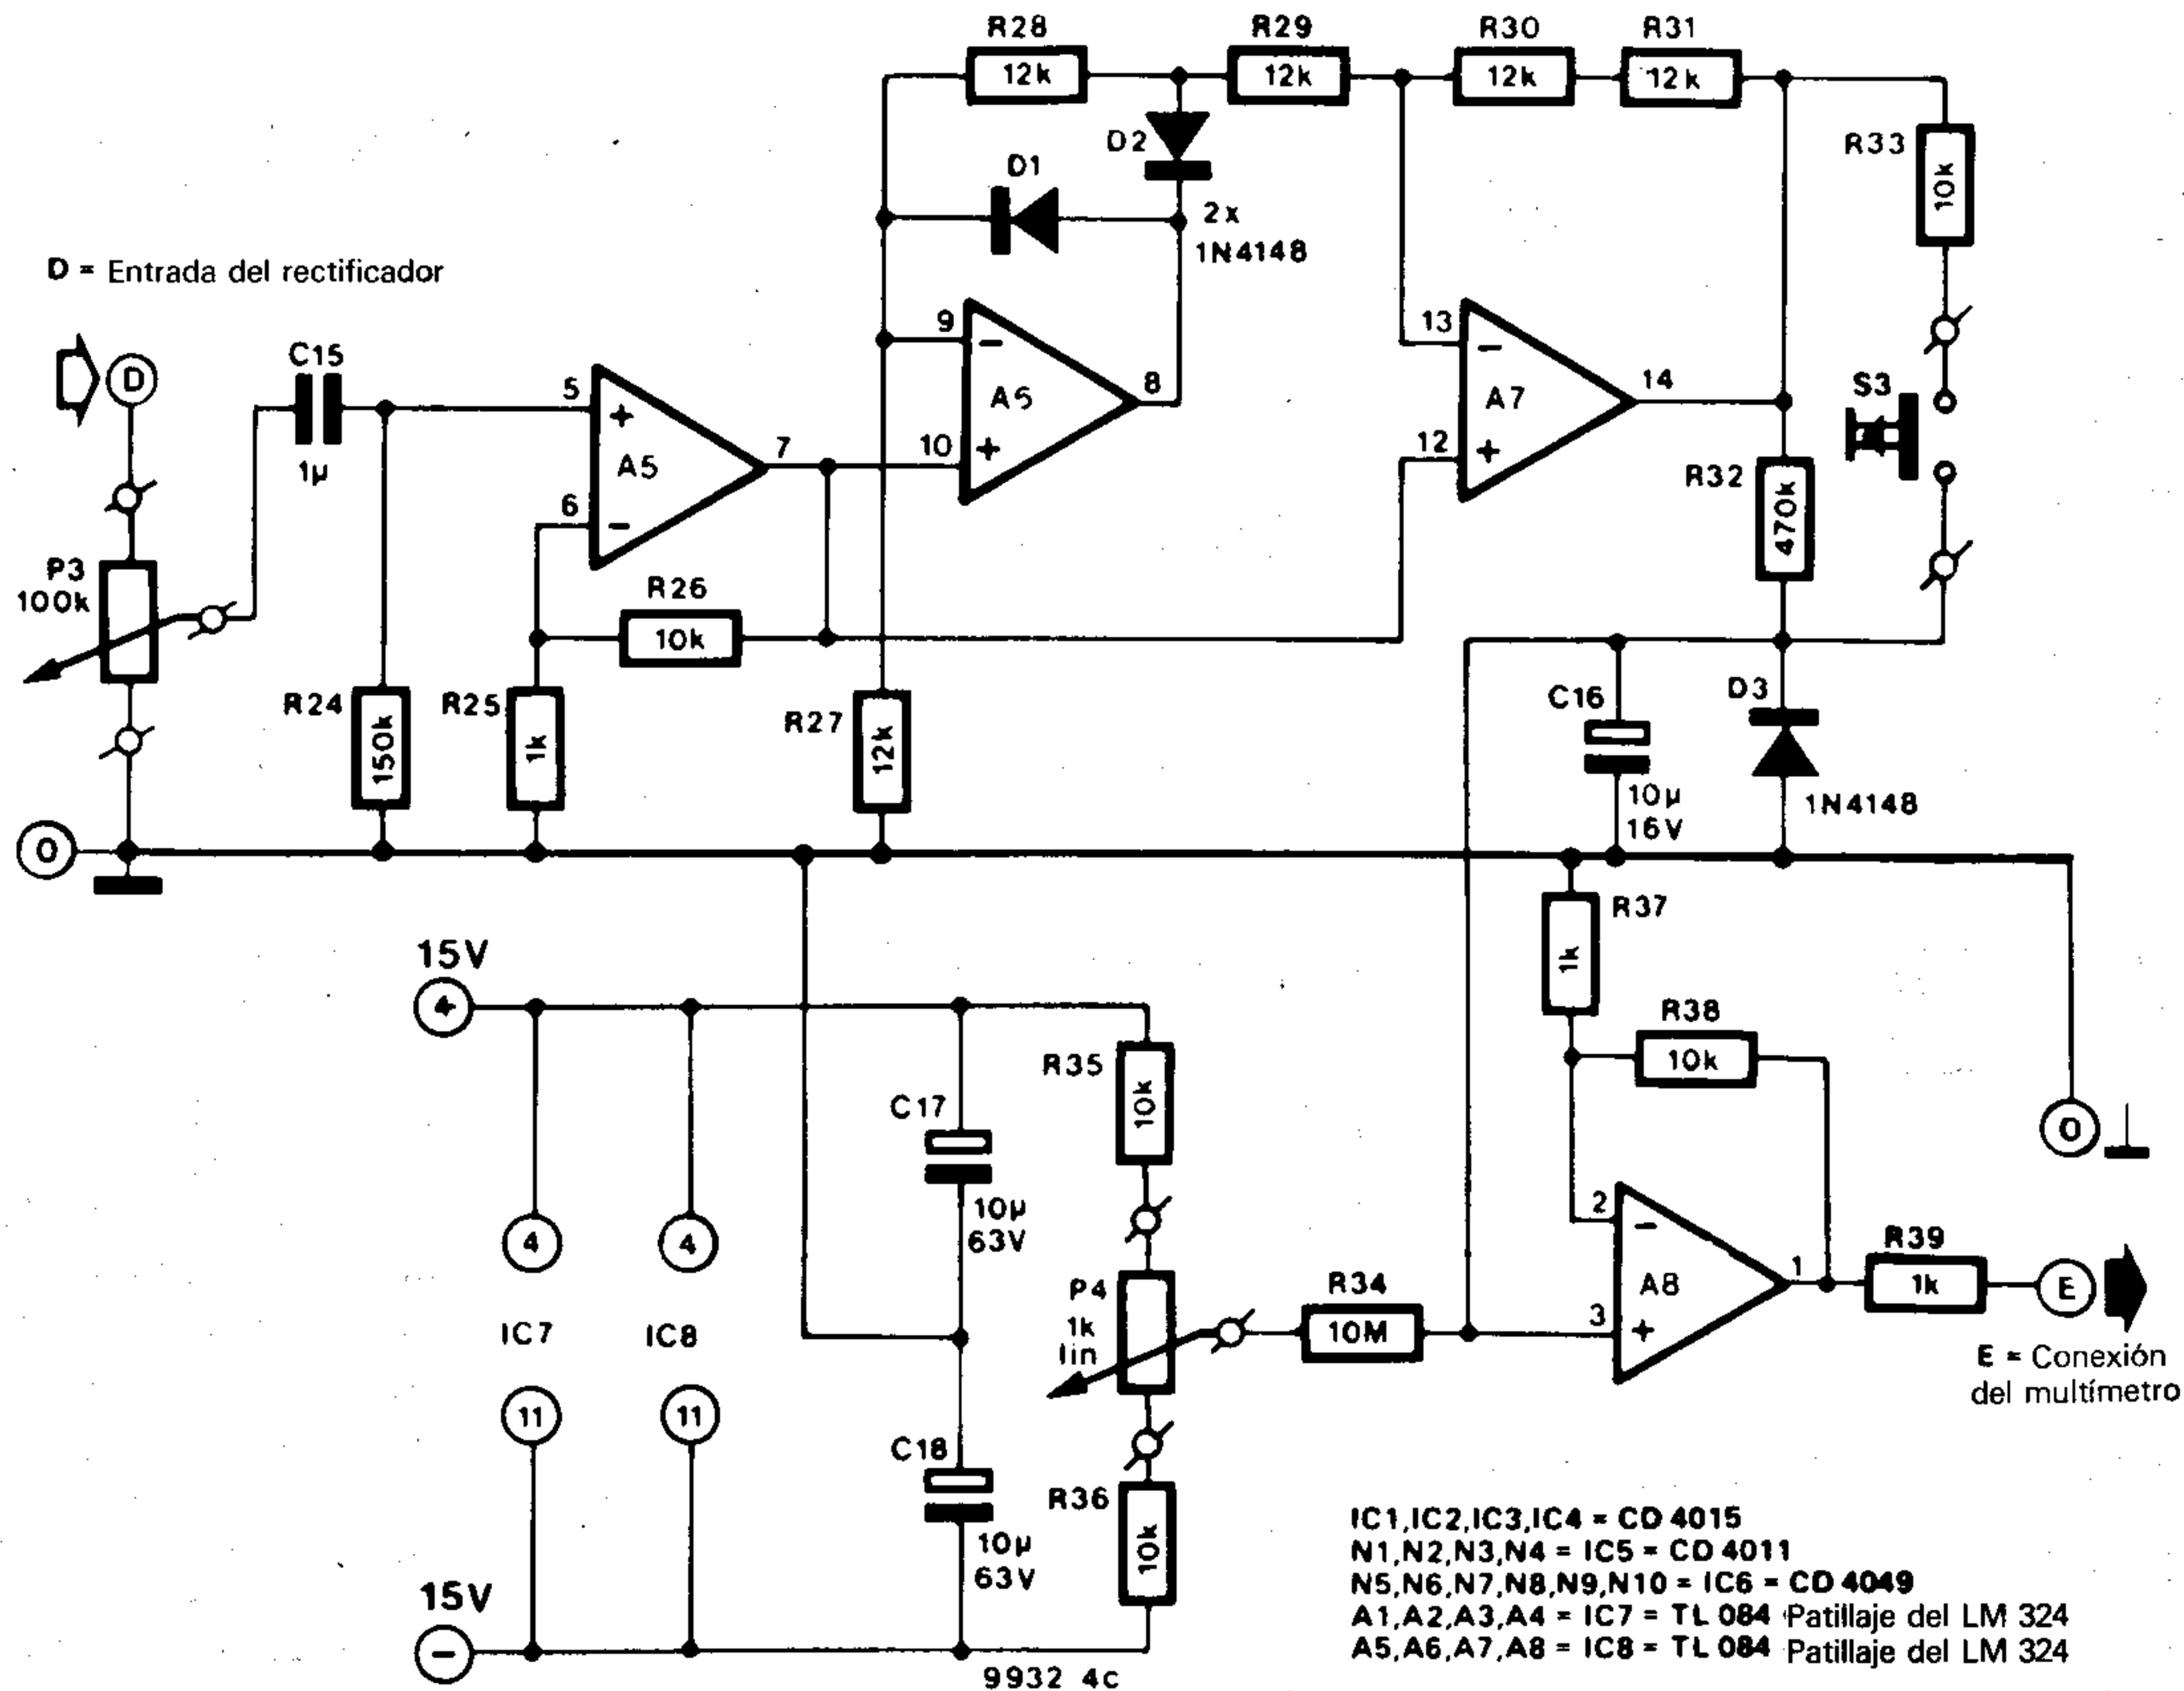 R28
12k
R29
12k
R30
12k
R31
12k
R33
10k
D2
D1
2x
1N4148
D = Entrada del rectificador
D
C15
1µ
5
+
A5
6
−
7
9
−
A6
10
+
8
13
−
A7
12
+
14
S3
R32
470k
P3
100k
R26
10k
R24
150k
R25
1k
R27
12k
C16
10µ
16V
D3
1N4148
0
R37
1k
15V
4
R38
10k
R35
10k
C17
10µ
63V
0
4
4
2
−
A8
3
+
1
R39
1k
E
P4
1k
lin
R34
10M
IC7
IC8
E = Conexión
del multímetro
11
11
C18
10µ
63V
R36
10k
15V
−
9932 4c
IC1,IC2,IC3,IC4 = CD 4015
N1,N2,N3,N4 = IC5 = CD 4011
N5,N6,N7,N8,N9,N10 = IC6 = CD 4049
A1,A2,A3,A4 = IC7 = TL 084 Patillaje del LM 324
A5,A6,A7,A8 = IC8 = TL 084 Patillaje del LM 324